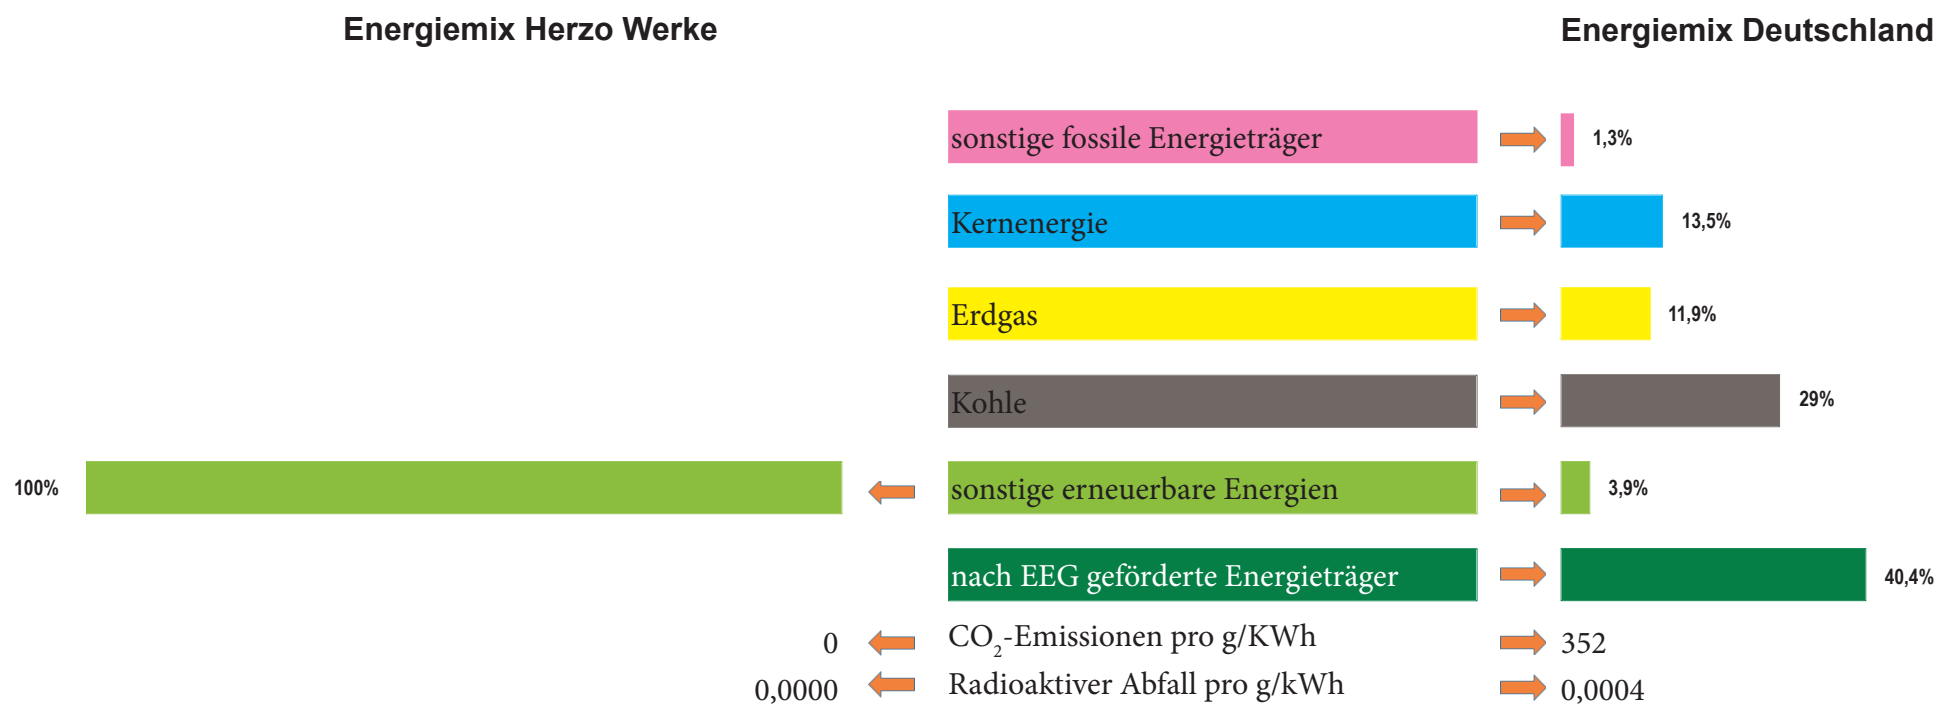 Energiemix Herzo Werke
Energiemix Deutschland
sonstige fossile Energieträger
1,3%
Kernenergie
13,5%
Erdgas
11,9%
Kohle
29%
100%
sonstige erneuerbare Energien
3,9%
nach EEG geförderte Energieträger
40,4%
0
CO₂-Emissionen pro g/KWh
352
0,0000
Radioaktiver Abfall pro g/kWh
0,0004